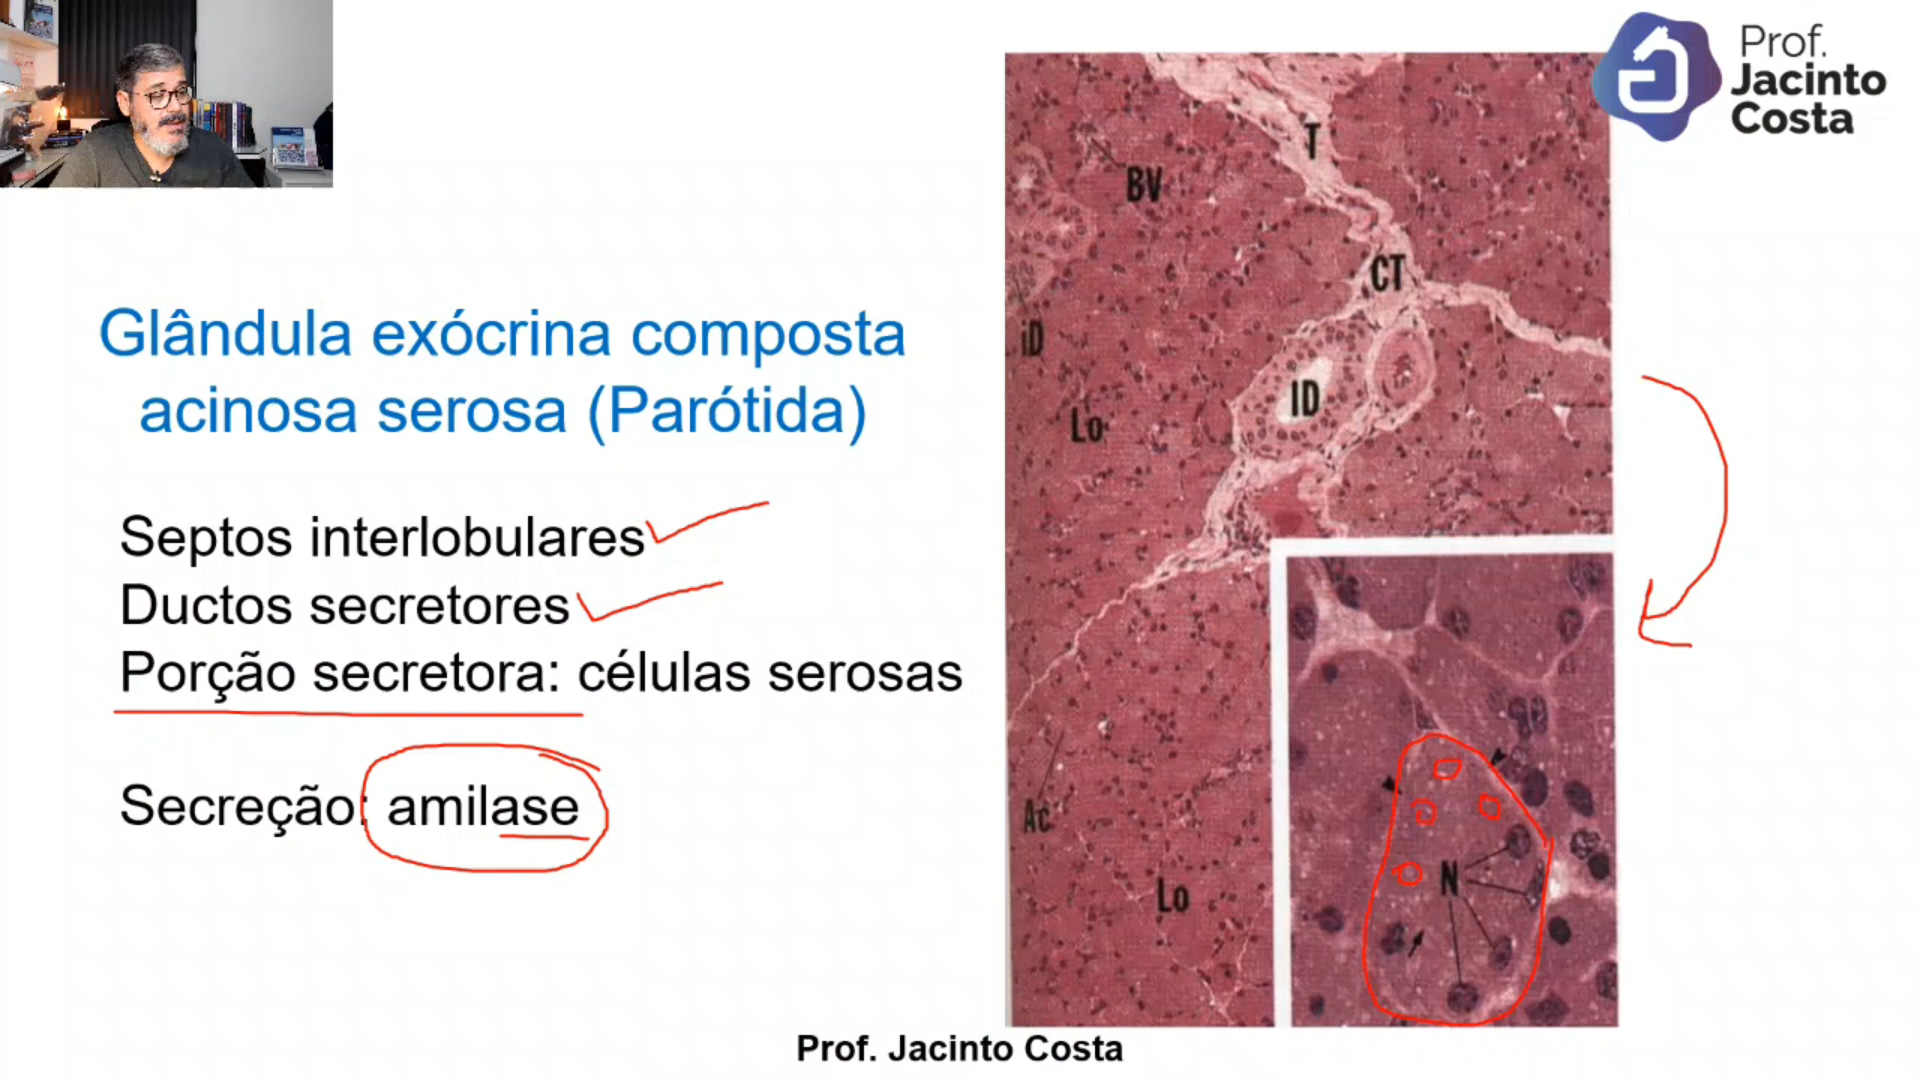 Prof.
Jacinto
Costa
T
BV
CT
iD
ID
Lo
Glândula exócrina composta
acinosa serosa (Parótida)
Septos interlobulares
Ductos secretores
Porção secretora: células serosas
Secreção: amilase
Ac
Lo
N
Prof. Jacinto Costa